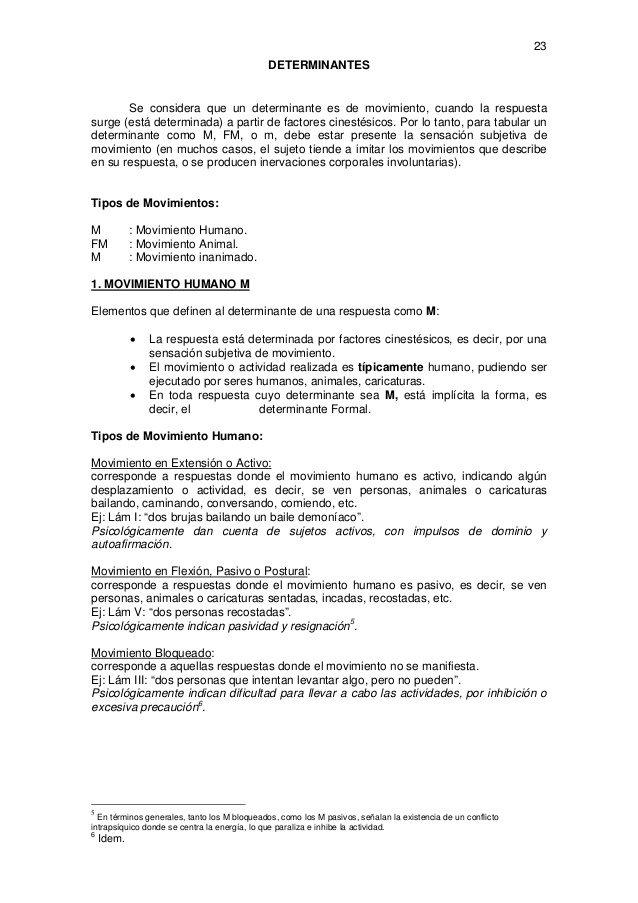 23
DETERMINANTES
Se considera que un determinante es de movimiento, cuando la respuesta
surge (está determinada) a partir de factores cinestésicos. Por lo tanto, para tabular un
determinante como M, FM, o m, debe estar presente la sensación subjetiva de
movimiento (en muchos casos, el sujeto tiende a imitar los movimientos que describe
en su respuesta, o se producen inervaciones corporales involuntarias).
Tipos de Movimientos:
M : Movimiento Humano.
FM : Movimiento Animal.
M : Movimiento inanimado.
1. MOVIMIENTO HUMANO M
Elementos que definen al determinante de una respuesta como M:
• La respuesta está determinada por factores cinestésicos, es decir, por una
sensación subjetiva de movimiento.
• El movimiento o actividad realizada es típicamente humano, pudiendo ser
ejecutado por seres humanos, animales, caricaturas.
• En toda respuesta cuyo determinante sea M, está implícita la forma, es
decir, el determinante Formal.
Tipos de Movimiento Humano:
Movimiento en Extensión o Activo:
corresponde a respuestas donde el movimiento humano es activo, indicando algún
desplazamiento o actividad, es decir, se ven personas, animales o caricaturas
bailando, caminando, conversando, comiendo, etc.
Ej: Lám I: “dos brujas bailando un baile demoníaco”.
Psicológicamente dan cuenta de sujetos activos, con impulsos de dominio y
autoafirmación.
Movimiento en Flexión, Pasivo o Postural:
corresponde a respuestas donde el movimiento humano es pasivo, es decir, se ven
personas, animales o caricaturas sentadas, incadas, recostadas, etc.
Ej: Lám V: “dos personas recostadas”.
Psicológicamente indican pasividad y resignación5.
Movimiento Bloqueado:
corresponde a aquellas respuestas donde el movimiento no se manifiesta.
Ej: Lám III: “dos personas que intentan levantar algo, pero no pueden”.
Psicológicamente indican dificultad para llevar a cabo las actividades, por inhibición o
excesiva precaución6.
5 En términos generales, tanto los M bloqueados, como los M pasivos, señalan la existencia de un conflicto
intrapsíquico donde se centra la energía, lo que paraliza e inhibe la actividad.
6 Idem.